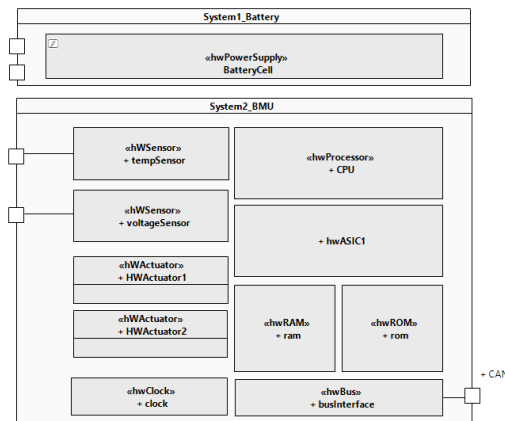 System1_Battery
«hwPowerSupply»
BatteryCell
System2_BMU
«hWSensor»
+ tempSensor
«hwProcessor»
+ CPU
«hWSensor»
+ voltageSensor
+ hwASIC1
«hWActuator»
+ HWActuator1
«hWActuator»
+ HWActuator2
«hwRAM»
+ ram
«hwROM»
+ rom
«hwClock»
+ clock
«hwBus»
+ busInterface
+ CAN